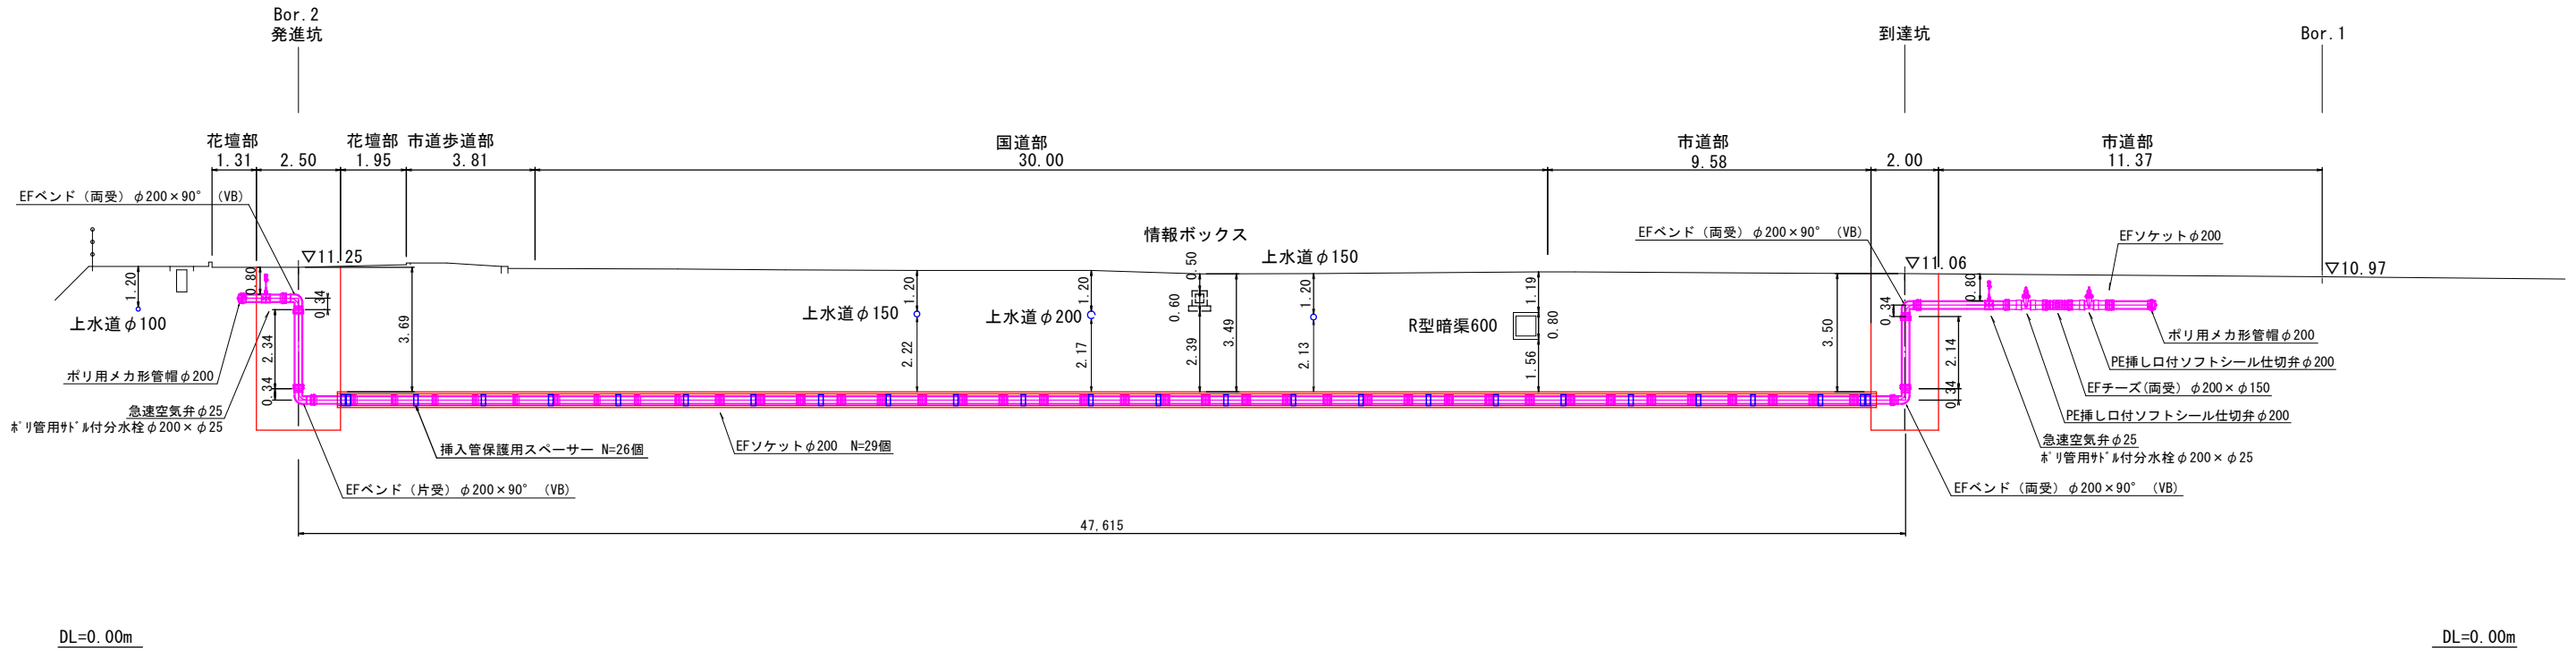 Bor.2
発進坑
到達坑
Bor.1
花壇部
花壇部
市道歩道部
国道部
市道部
市道部
1.31
2.50
1.95
3.81
30.00
9.58
2.00
11.37
EFベンド（両受）φ200×90°（VB）
▽11.25
情報ボックス
上水道φ150
EFベンド（両受）φ200×90°（VB）
EFソケットφ200
▽11.06
▽10.97
1.20
0.80
0.34
3.69
1.20
1.20
0.50
0.60
1.20
1.19
0.80
0.34
0.80
上水道φ100
上水道φ150
上水道φ200
R型暗渠600
2.34
0.34
2.22
2.17
2.39
3.49
2.13
1.56
3.50
2.14
0.34
ポリ用メカ形管帽φ200
ポリ用メカ形管帽φ200
PE挿し口付ソフトシール仕切弁φ200
EFチーズ(両受）φ200×φ150
PE挿し口付ソフトシール仕切弁φ200
急速空気弁φ25
ﾎﾟﾘ管用ｻﾄﾞﾙ付分水栓φ200×φ25
急速空気弁φ25
ﾎﾟﾘ管用ｻﾄﾞﾙ付分水栓φ200×φ25
挿入管保護用スペーサー N=26個
EFソケットφ200 N=29個
EFベンド（片受）φ200×90°（VB）
EFベンド（両受）φ200×90°（VB）
47,615
DL=0.00m
DL=0.00m